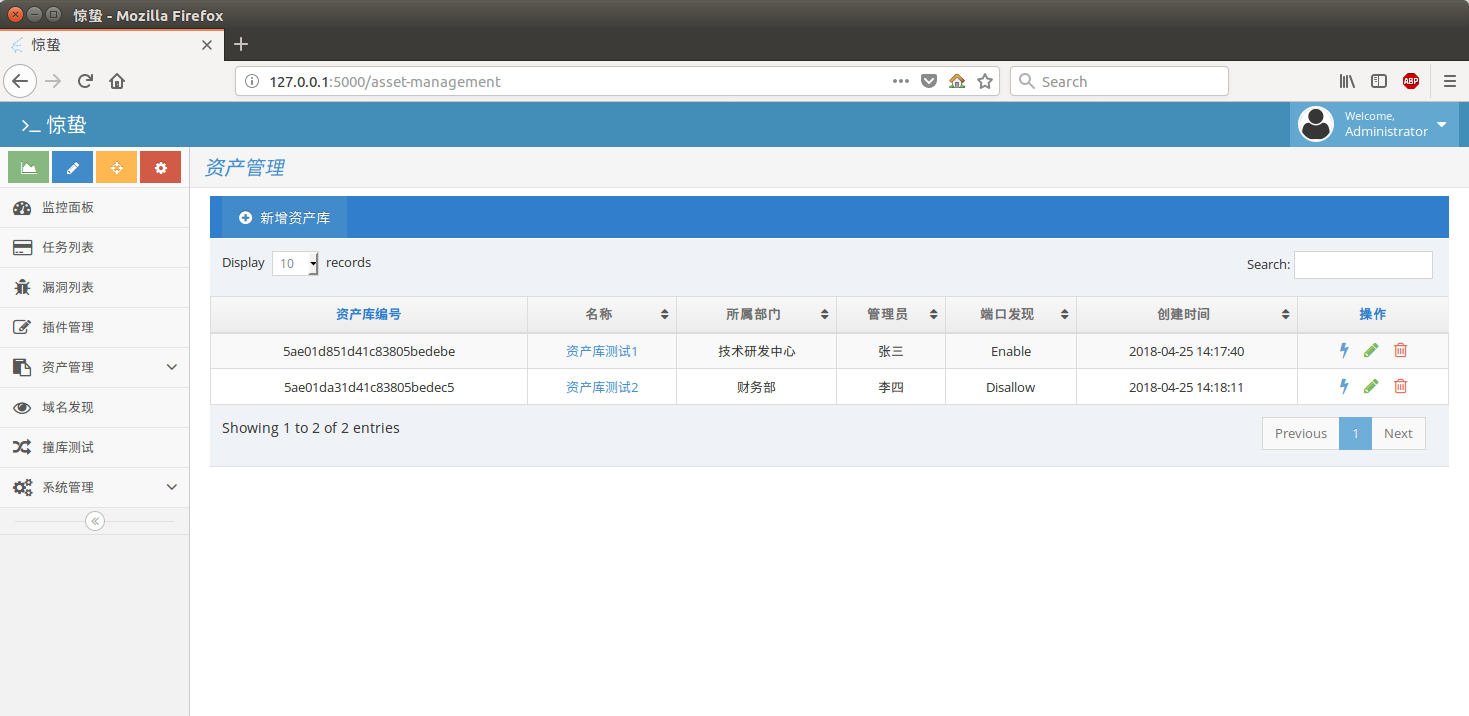 惊蛰 - Mozilla Firefox
惊蛰
127.0.0.1:5000/asset-management
Search
ABP
>_ 惊蛰
Welcome,
Administrator
资产管理
监控面板
任务列表
漏洞列表
插件管理
资产管理
域名发现
撞库测试
系统管理
新增资产库
Display 10 records
Search:
资产库编号 名称 所属部门 管理员 端口发现 创建时间 操作
5ae01d851d41c83805bedebe 资产库测试1 技术研发中心 张三 Enable 2018-04-25 14:17:40
5ae01da31d41c83805bedec5 资产库测试2 财务部 李四 Disallow 2018-04-25 14:18:11
Showing 1 to 2 of 2 entries
Previous 1 Next